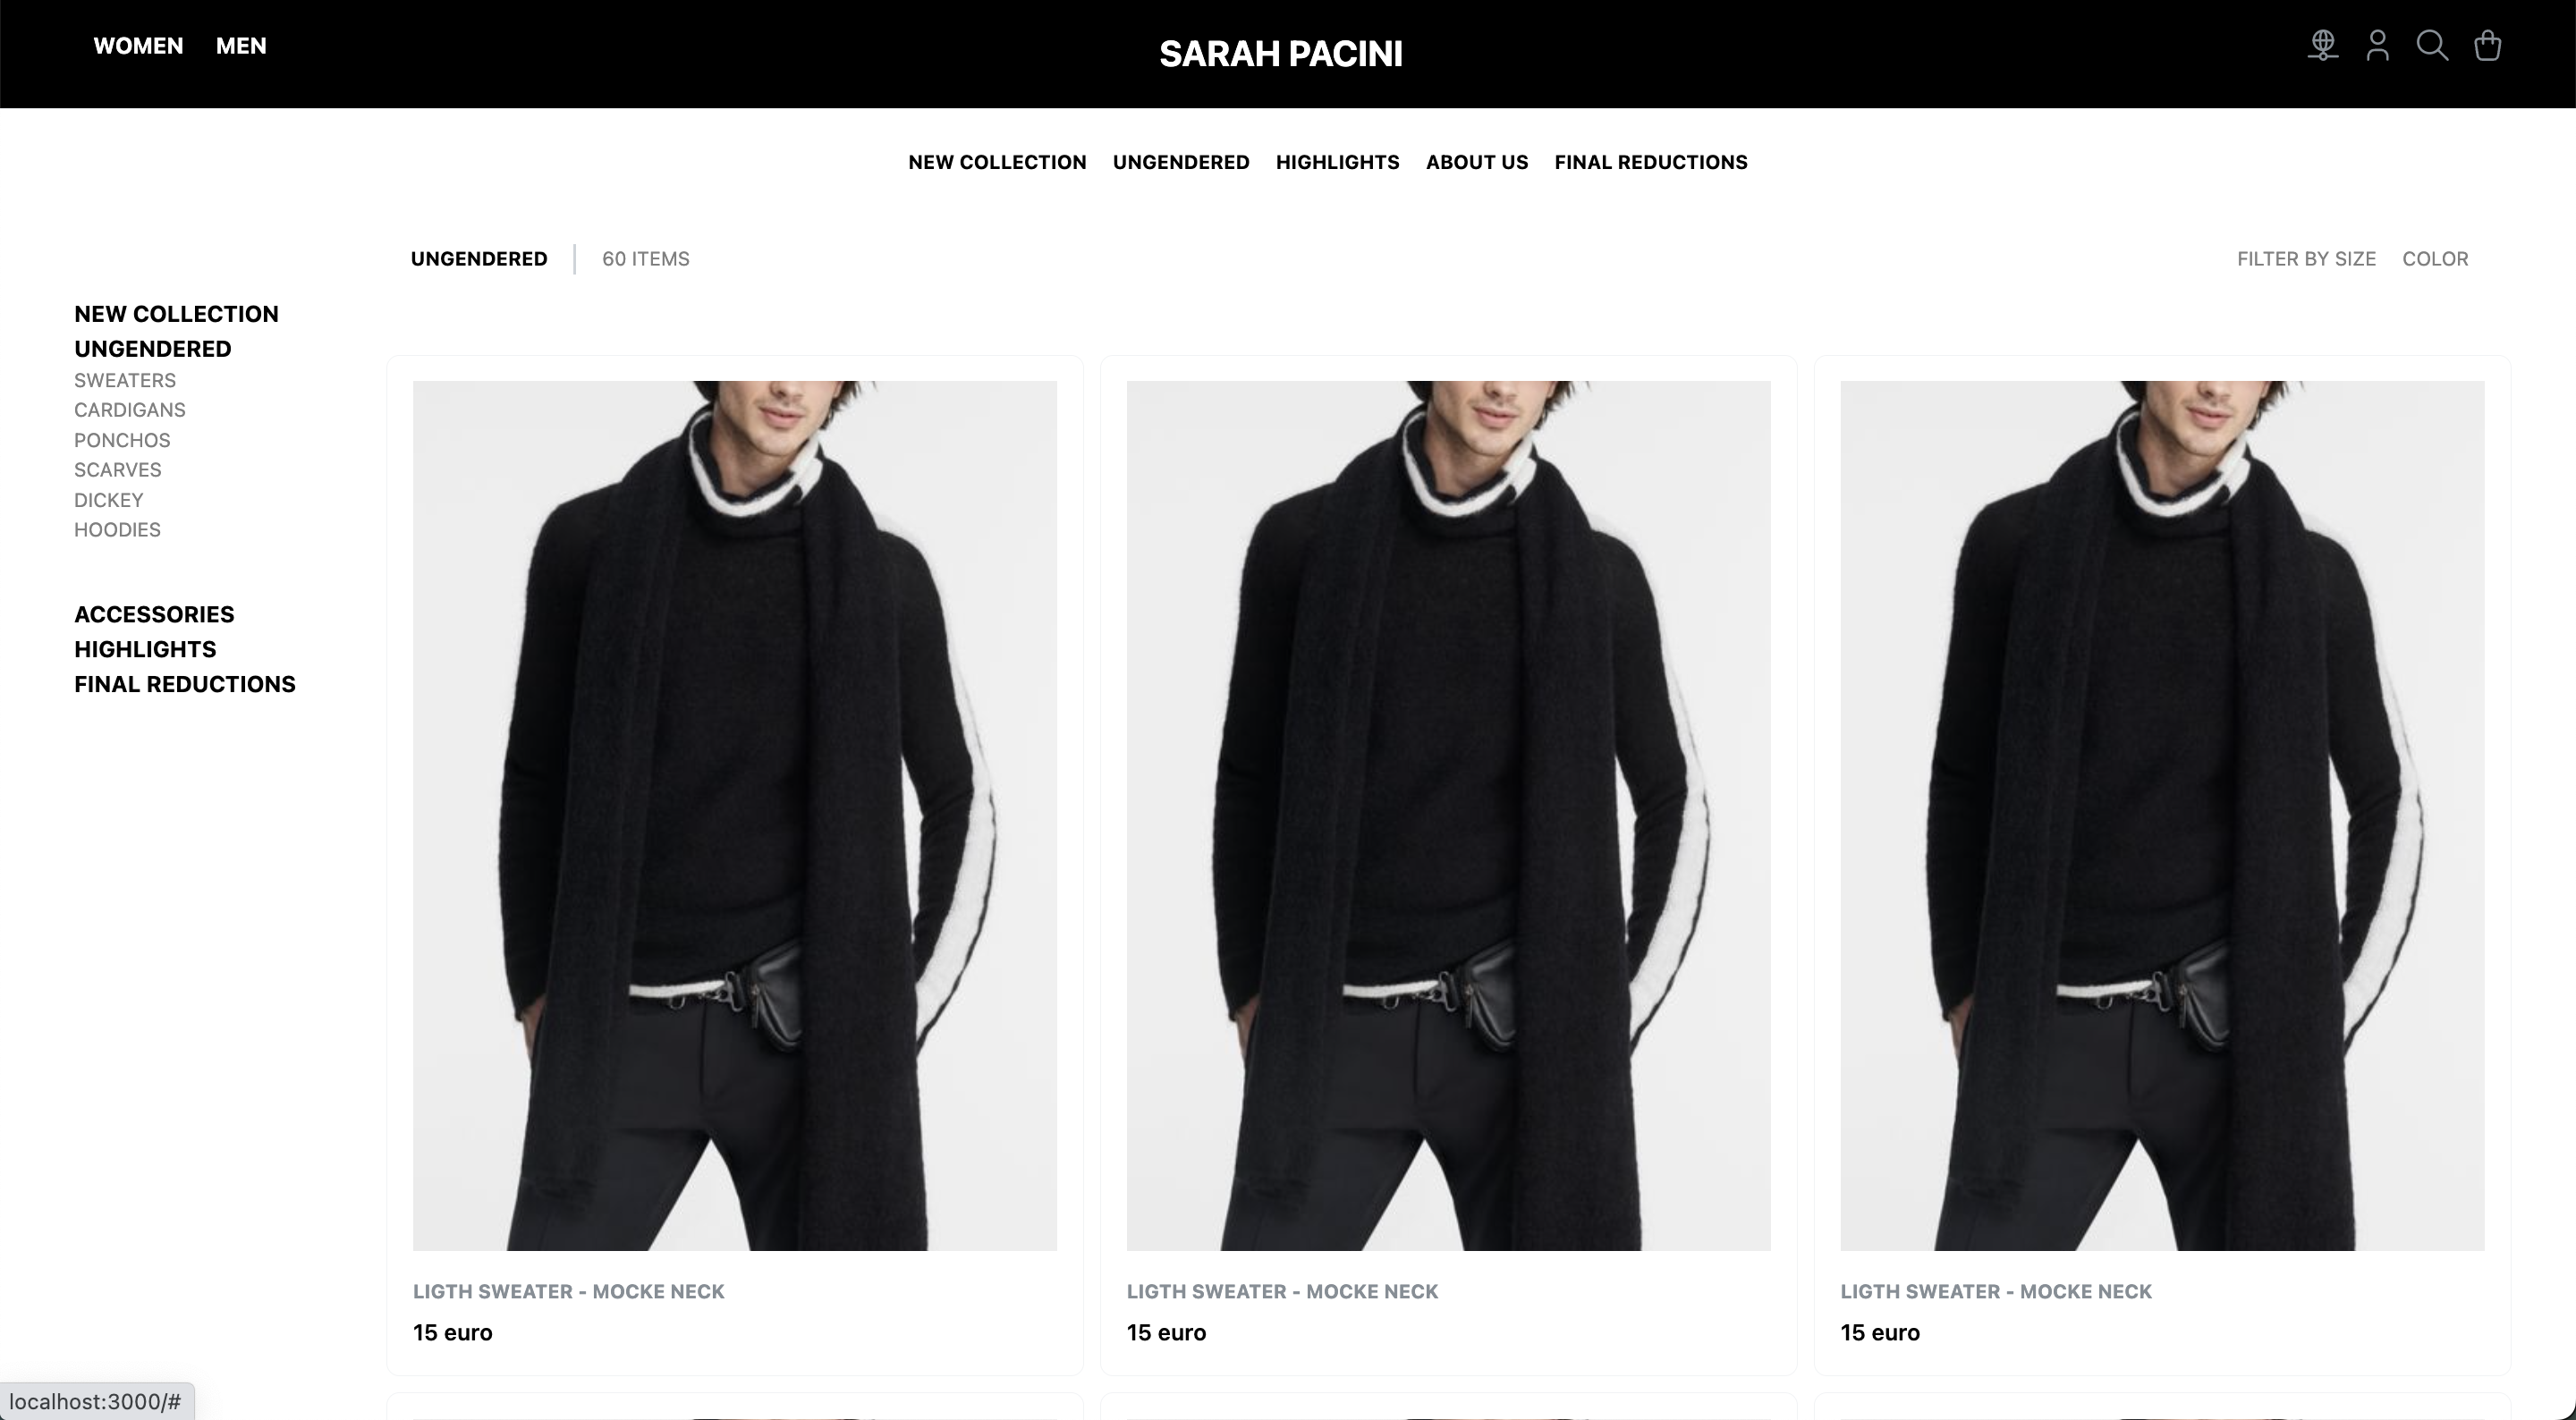 WOMEN MEN SARAH PACINI
NEW COLLECTION UNGENDERED HIGHLIGHTS ABOUT US FINAL REDUCTIONS
UNGENDERED 60 ITEMS FILTER BY SIZE COLOR
NEW COLLECTION
UNGENDERED
SWEATERS
CARDIGANS
PONCHOS
SCARVES
DICKEY
HOODIES
ACCESSORIES
HIGHLIGHTS
FINAL REDUCTIONS
LIGTH SWEATER - MOCKE NECK
15 euro
LIGTH SWEATER - MOCKE NECK
15 euro
LIGTH SWEATER - MOCKE NECK
15 euro
localhost:3000/#